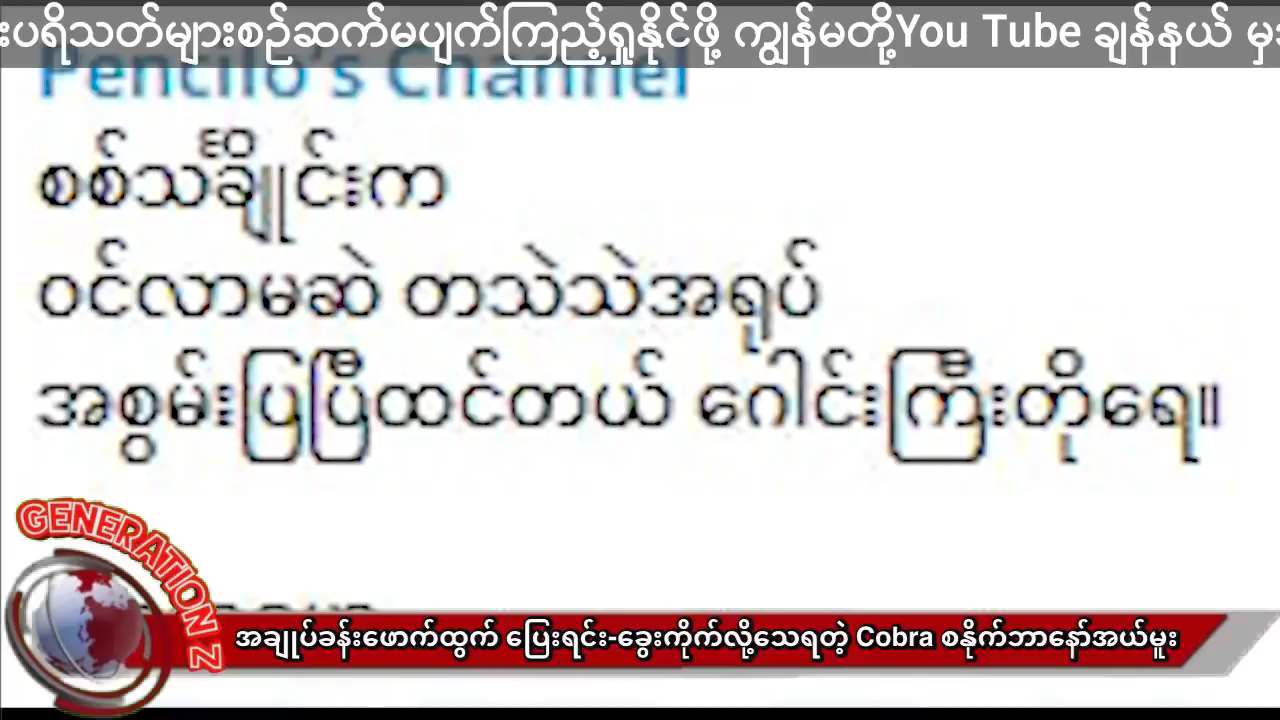 ပရိသတ်များစဉ်ဆက်မပျက်ကြည့်ရှုနိုင်ဖို့ ကျွန်မတို့You Tube ချန်နယ်
Pencilo's Channel
စစ်သင်္ချိုင်းက
ဝင်လာမဆဲ တသဲသဲအရုပ်
အစွမ်းပြပြီထင်တယ် ဂေါင်းကြီးတိုရေ။
GENERATION Z
အချုပ်ခန်းဖောက်ထွက် ပြေးရင်း-ခွေးကိုက်လို့သေရတဲ့ Cobra စနိုက်ဘာနော်အယ်မူး